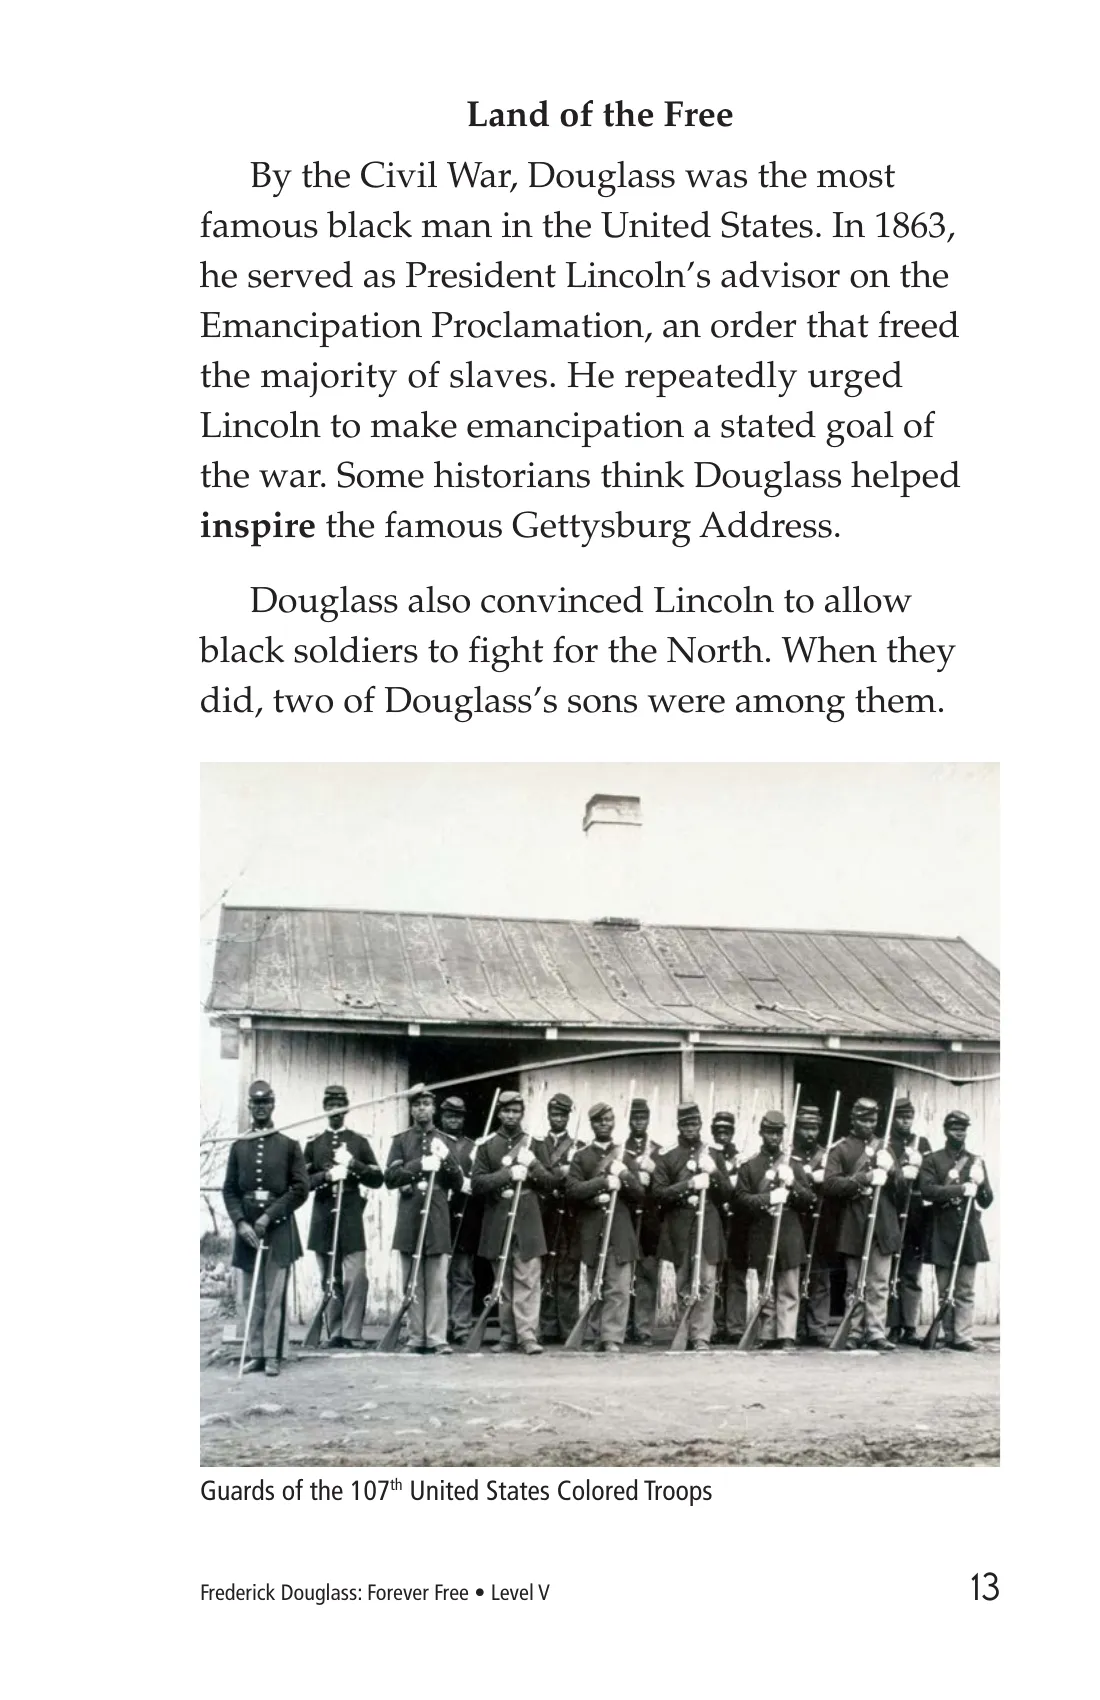 Land of the Free
By the Civil War, Douglass was the most
famous black man in the United States. In 1863,
he served as President Lincoln’s advisor on the
Emancipation Proclamation, an order that freed
the majority of slaves. He repeatedly urged
Lincoln to make emancipation a stated goal of
the war. Some historians think Douglass helped
inspire the famous Gettysburg Address.
Douglass also convinced Lincoln to allow
black soldiers to fight for the North. When they
did, two of Douglass’s sons were among them.
Guards of the 107th United States Colored Troops
Frederick Douglass: Forever Free • Level V
13